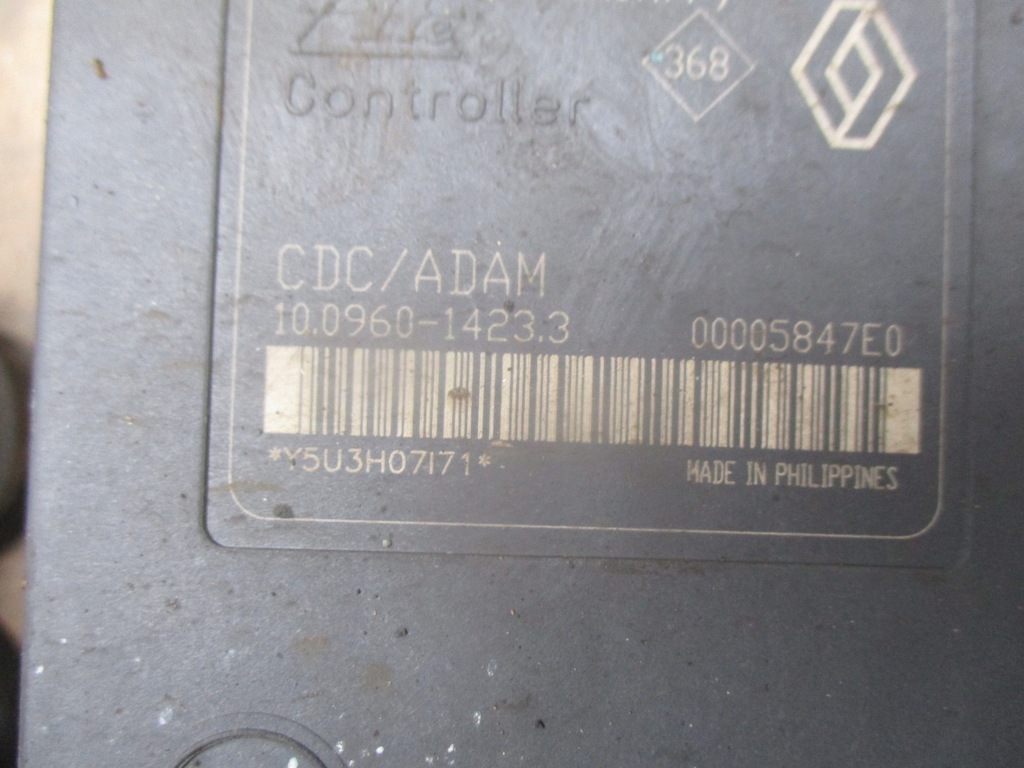 Controller
368
CDC/ADAM
10.0960-1423.3 00005847E0
*Y5U3H07I71*
MADE IN PHILIPPINES